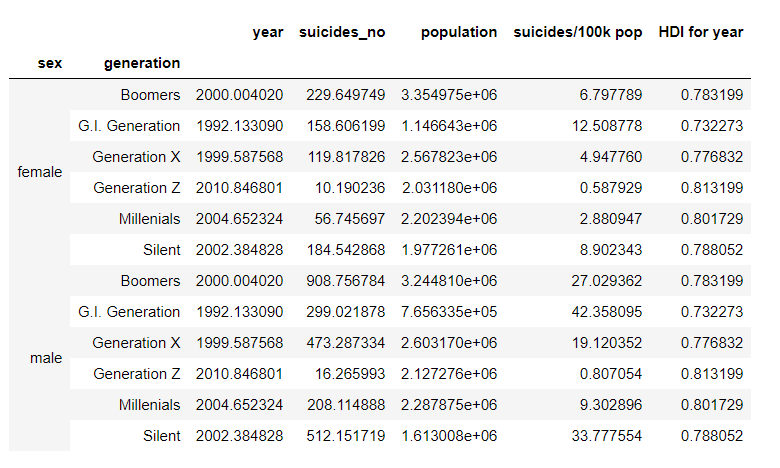 year suicides_no population suicides/100k pop HDI for year
sex generation
female Boomers 2000.004020 229.649749 3.354975e+06 6.797789 0.783199
G.I. Generation 1992.133090 158.606199 1.146643e+06 12.508778 0.732273
Generation X 1999.587568 119.817826 2.567823e+06 4.947760 0.776832
Generation Z 2010.846801 10.190236 2.031180e+06 0.587929 0.813199
Millenials 2004.652324 56.745697 2.202394e+06 2.880947 0.801729
Silent 2002.384828 184.542868 1.977261e+06 8.902343 0.788052
male Boomers 2000.004020 908.756784 3.244810e+06 27.029362 0.783199
G.I. Generation 1992.133090 299.021878 7.656335e+05 42.358095 0.732273
Generation X 1999.587568 473.287334 2.603170e+06 19.120352 0.776832
Generation Z 2010.846801 16.265993 2.127276e+06 0.807054 0.813199
Millenials 2004.652324 208.114888 2.287875e+06 9.302896 0.801729
Silent 2002.384828 512.151719 1.613008e+06 33.777554 0.788052